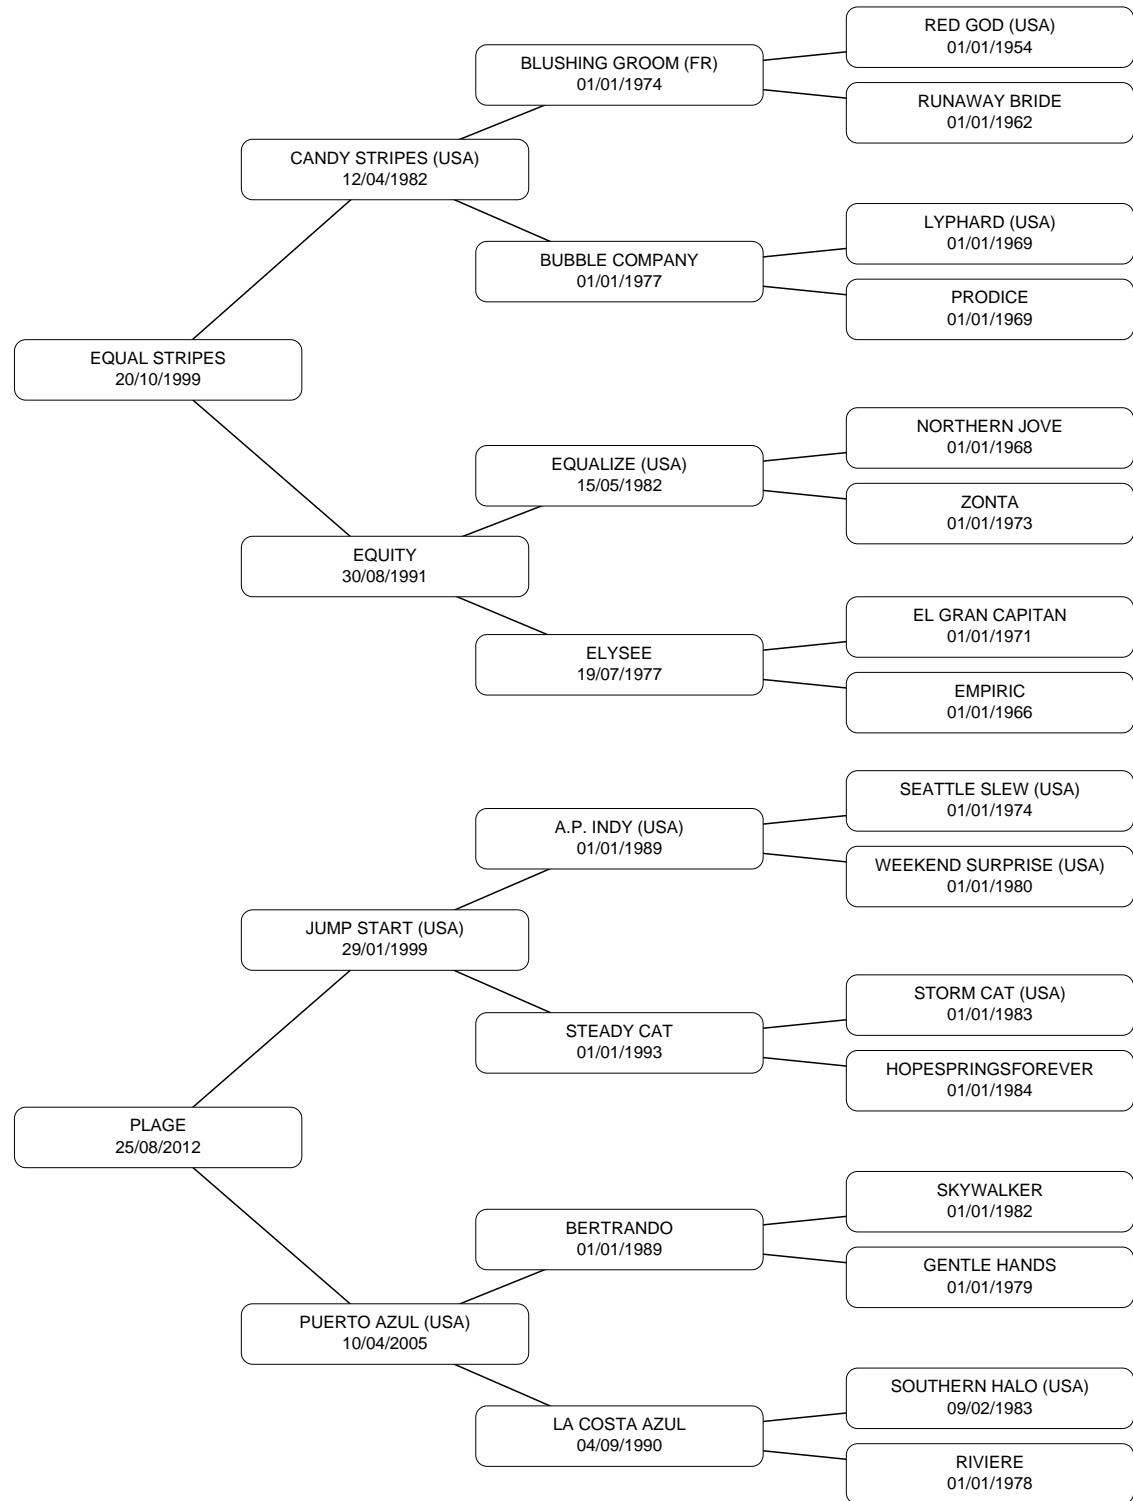 RED GOD (USA)
01/01/1954
BLUSHING GROOM (FR)
01/01/1974
RUNAWAY BRIDE
01/01/1962
CANDY STRIPES (USA)
12/04/1982
LYPHARD (USA)
01/01/1969
BUBBLE COMPANY
01/01/1977
PRODICE
01/01/1969
EQUAL STRIPES
20/10/1999
NORTHERN JOVE
01/01/1968
EQUALIZE (USA)
15/05/1982
ZONTA
01/01/1973
EQUITY
30/08/1991
EL GRAN CAPITAN
01/01/1971
ELYSEE
19/07/1977
EMPIRIC
01/01/1966
SEATTLE SLEW (USA)
01/01/1974
A.P. INDY (USA)
01/01/1989
WEEKEND SURPRISE (USA)
01/01/1980
JUMP START (USA)
29/01/1999
STORM CAT (USA)
01/01/1983
STEADY CAT
01/01/1993
HOPESPRINGSFOREVER
01/01/1984
PLAGE
25/08/2012
SKYWALKER
01/01/1982
BERTRANDO
01/01/1989
GENTLE HANDS
01/01/1979
PUERTO AZUL (USA)
10/04/2005
SOUTHERN HALO (USA)
09/02/1983
LA COSTA AZUL
04/09/1990
RIVIERE
01/01/1978